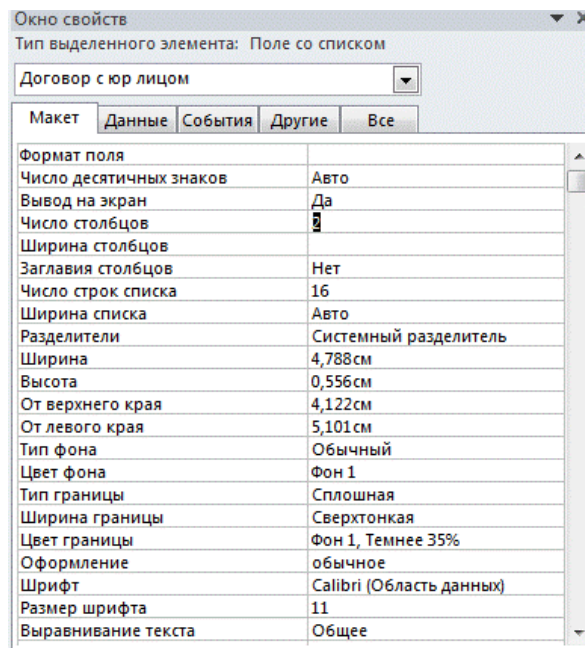 Окно свойств
Тип выделенного элемента: Поле со списком
Договор с юр лицом
Макет Данные События Другие Все
Формат поля
Число десятичных знаков Авто
Вывод на экран Да
Число столбцов 2
Ширина столбцов
Заглавия столбцов Нет
Число строк списка 16
Ширина списка Авто
Разделители Системный разделитель
Ширина 4,788см
Высота 0,556см
От верхнего края 4,122см
От левого края 5,101см
Тип фона Обычный
Цвет фона Фон 1
Тип границы Сплошная
Ширина границы Сверхтонкая
Цвет границы Фон 1, Темнее 35%
Оформление обычное
Шрифт Calibri (Область данных)
Размер шрифта 11
Выравнивание текста Общее